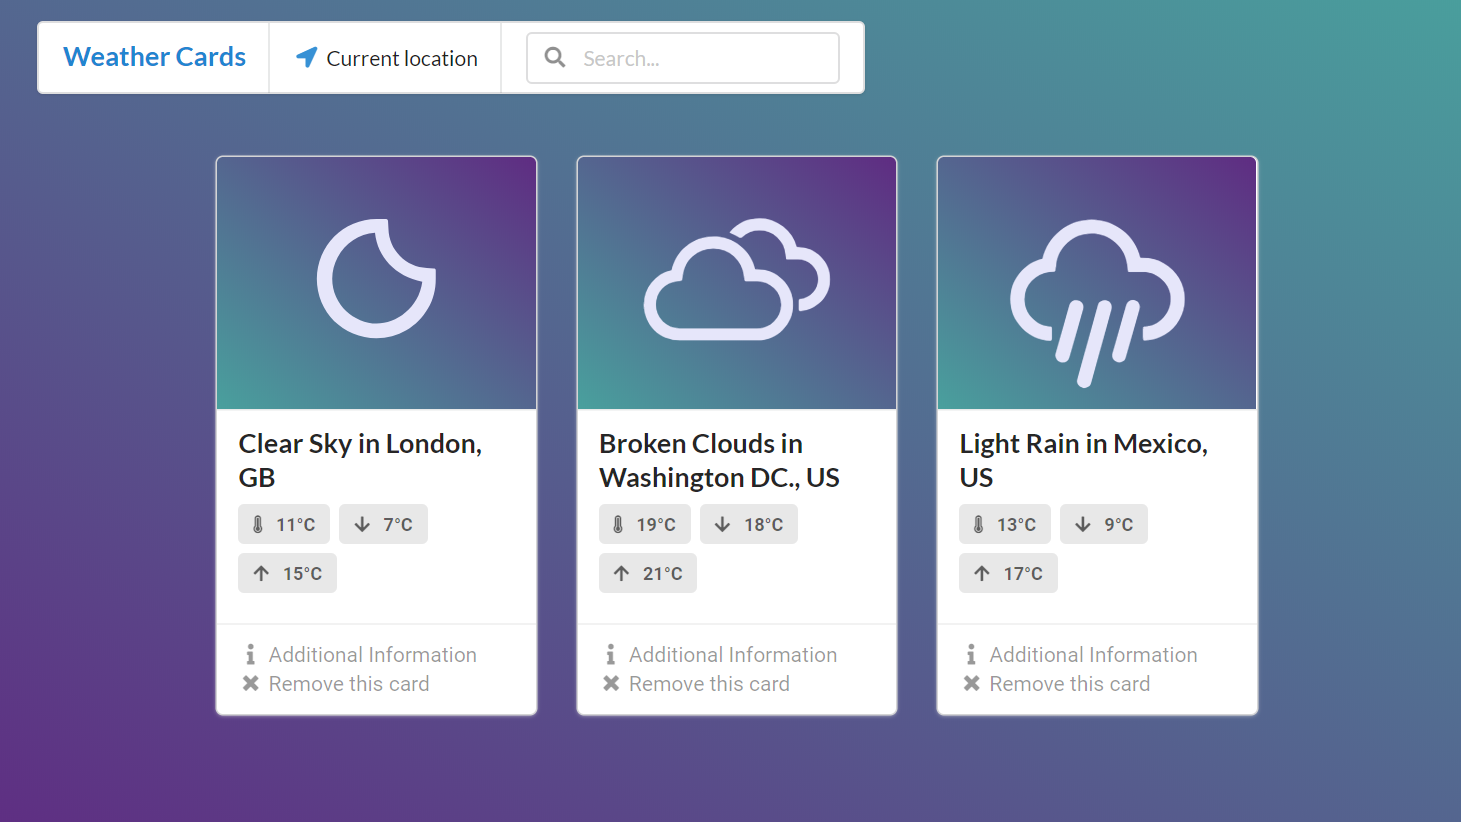 Weather Cards
Current location
Search...
Clear Sky in London,
GB
11°C
7°C
15°C
Additional Information
Remove this card
Broken Clouds in
Washington DC., US
19°C
18°C
21°C
Additional Information
Remove this card
Light Rain in Mexico,
US
13°C
9°C
17°C
Additional Information
Remove this card